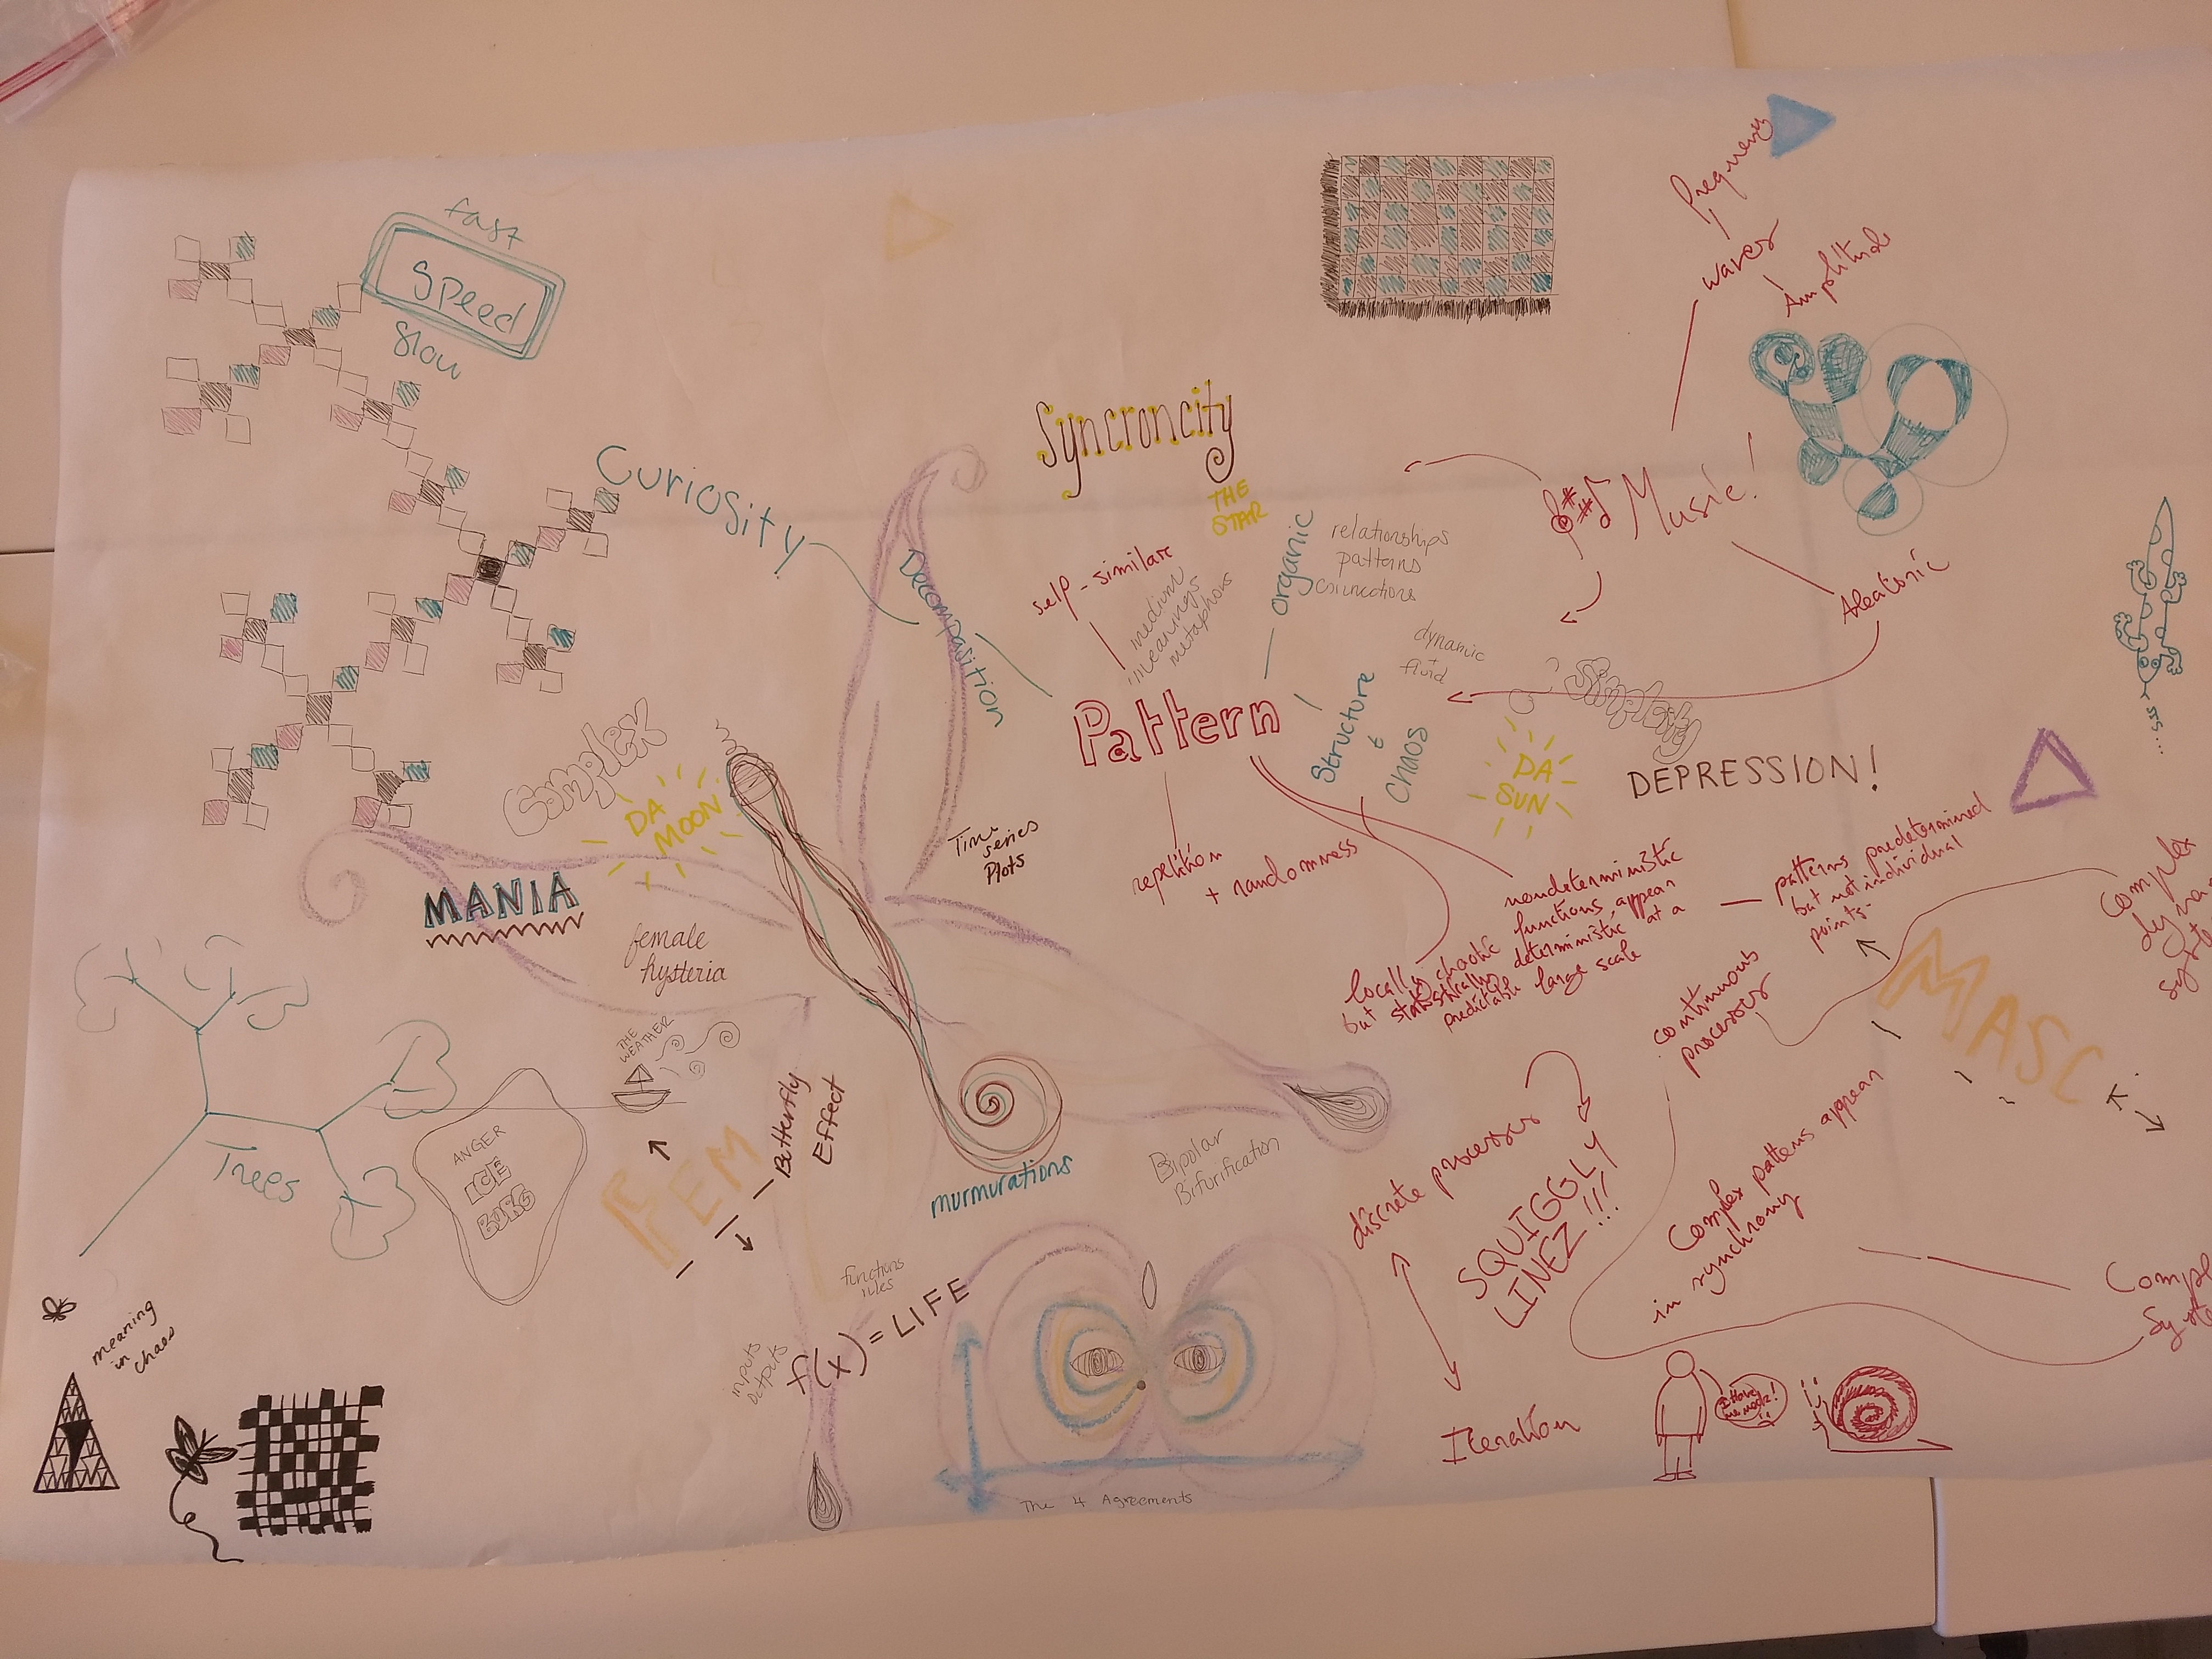 fast
Speed
Slow
Curiosity
Decomposition
Syncroncity
THE
STAR
self-similar
medium
meanings
metaphors
organic
relationships
patterns
connections
dynamic
fluid
Pattern
Structure
&
CHAOS
repetition
+ randomness
Time
series
Plots
frequency
waves
Amplitude
Music!
Aleatoric
Simplicity
DA
SUN
DEPRESSION!
...sss
Complex
DA
MOON
MANIA
female
hysteria
THE
WEATHER
Butterfly
Effect
FEM
Trees
ANGER
ICE
BURG
meaning
in
chaos
murmurations
Bipolar
Bifurification
functions
rules
f(x) = LIFE
inputs
outputs
The 4 Agreements
locally chaotic
but statistically
predictable
nondeterministic
functions appear
deterministic at a
large scale
patterns predetermined
but not individual
points.
continuous
processes
MASC
discrete processes
SQUIGGLY
LINEZ!!!
Complex patterns appear
in synchrony
Iteration